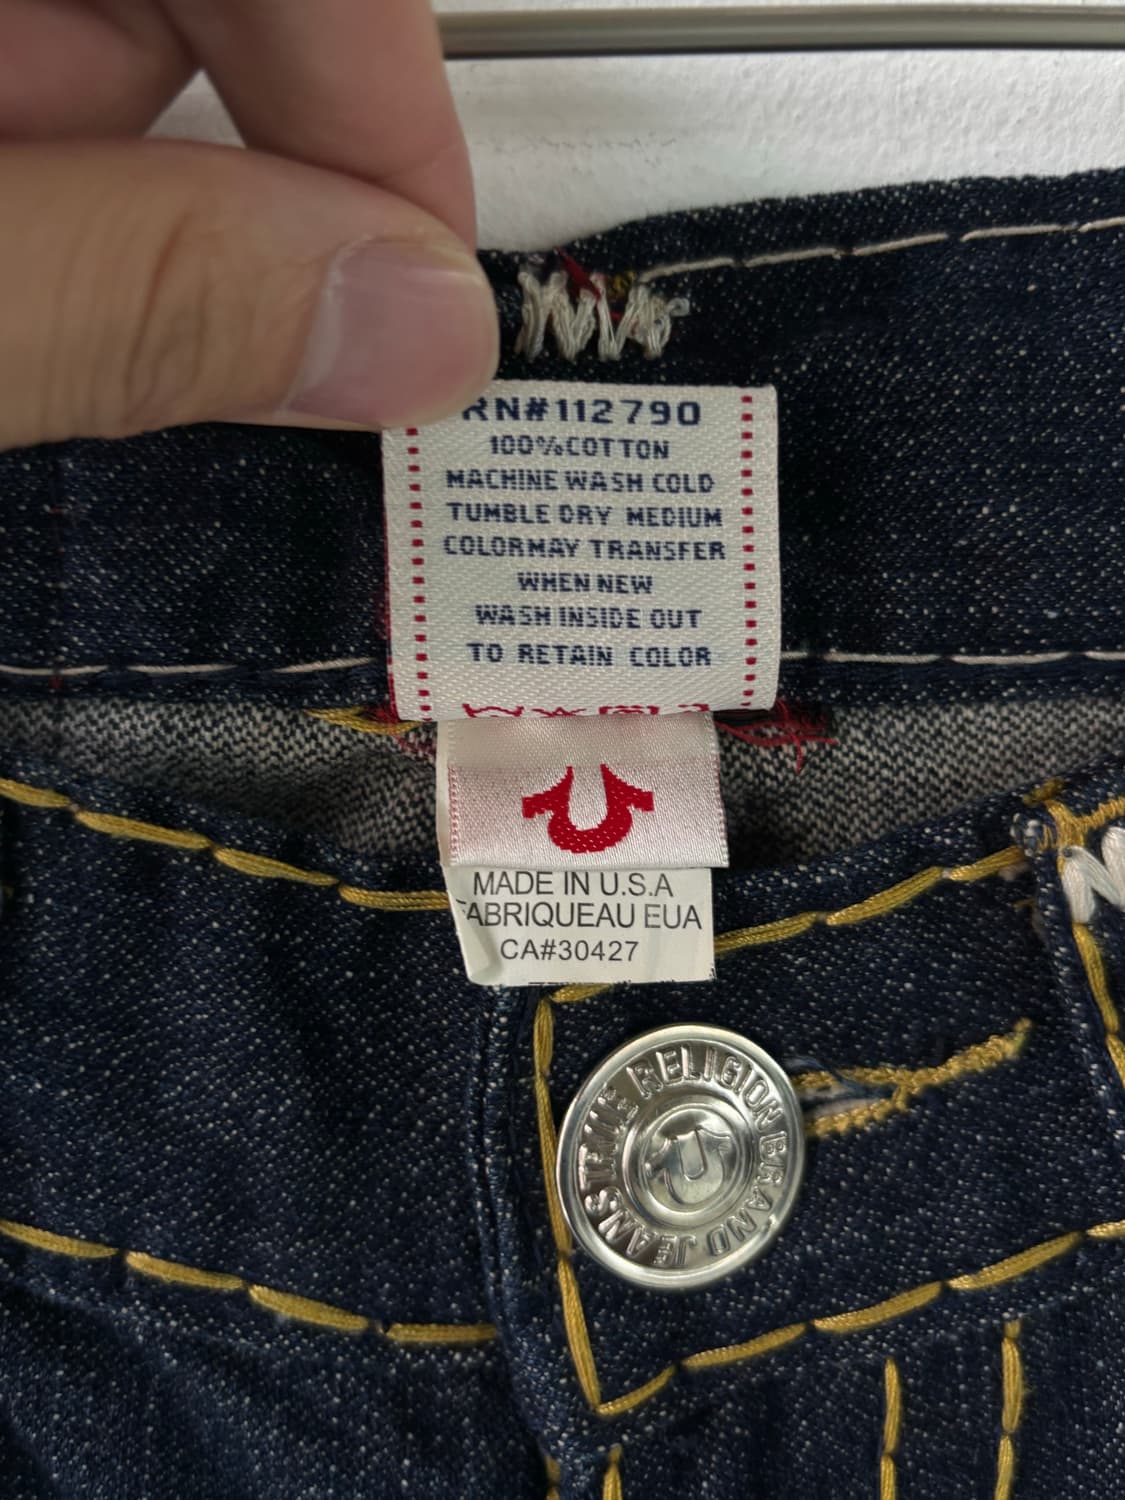 RN#112790
100%COTTON
MACHINE WASH COLD
TUMBLE DRY MEDIUM
COLORMAY TRANSFER
WHEN NEW
WASH INSIDE OUT
TO RETAIN COLOR
MADE IN U.S.A
FABRIQUEAU EUA
CA#30427
TRUE RELIGION BRAND JEANS